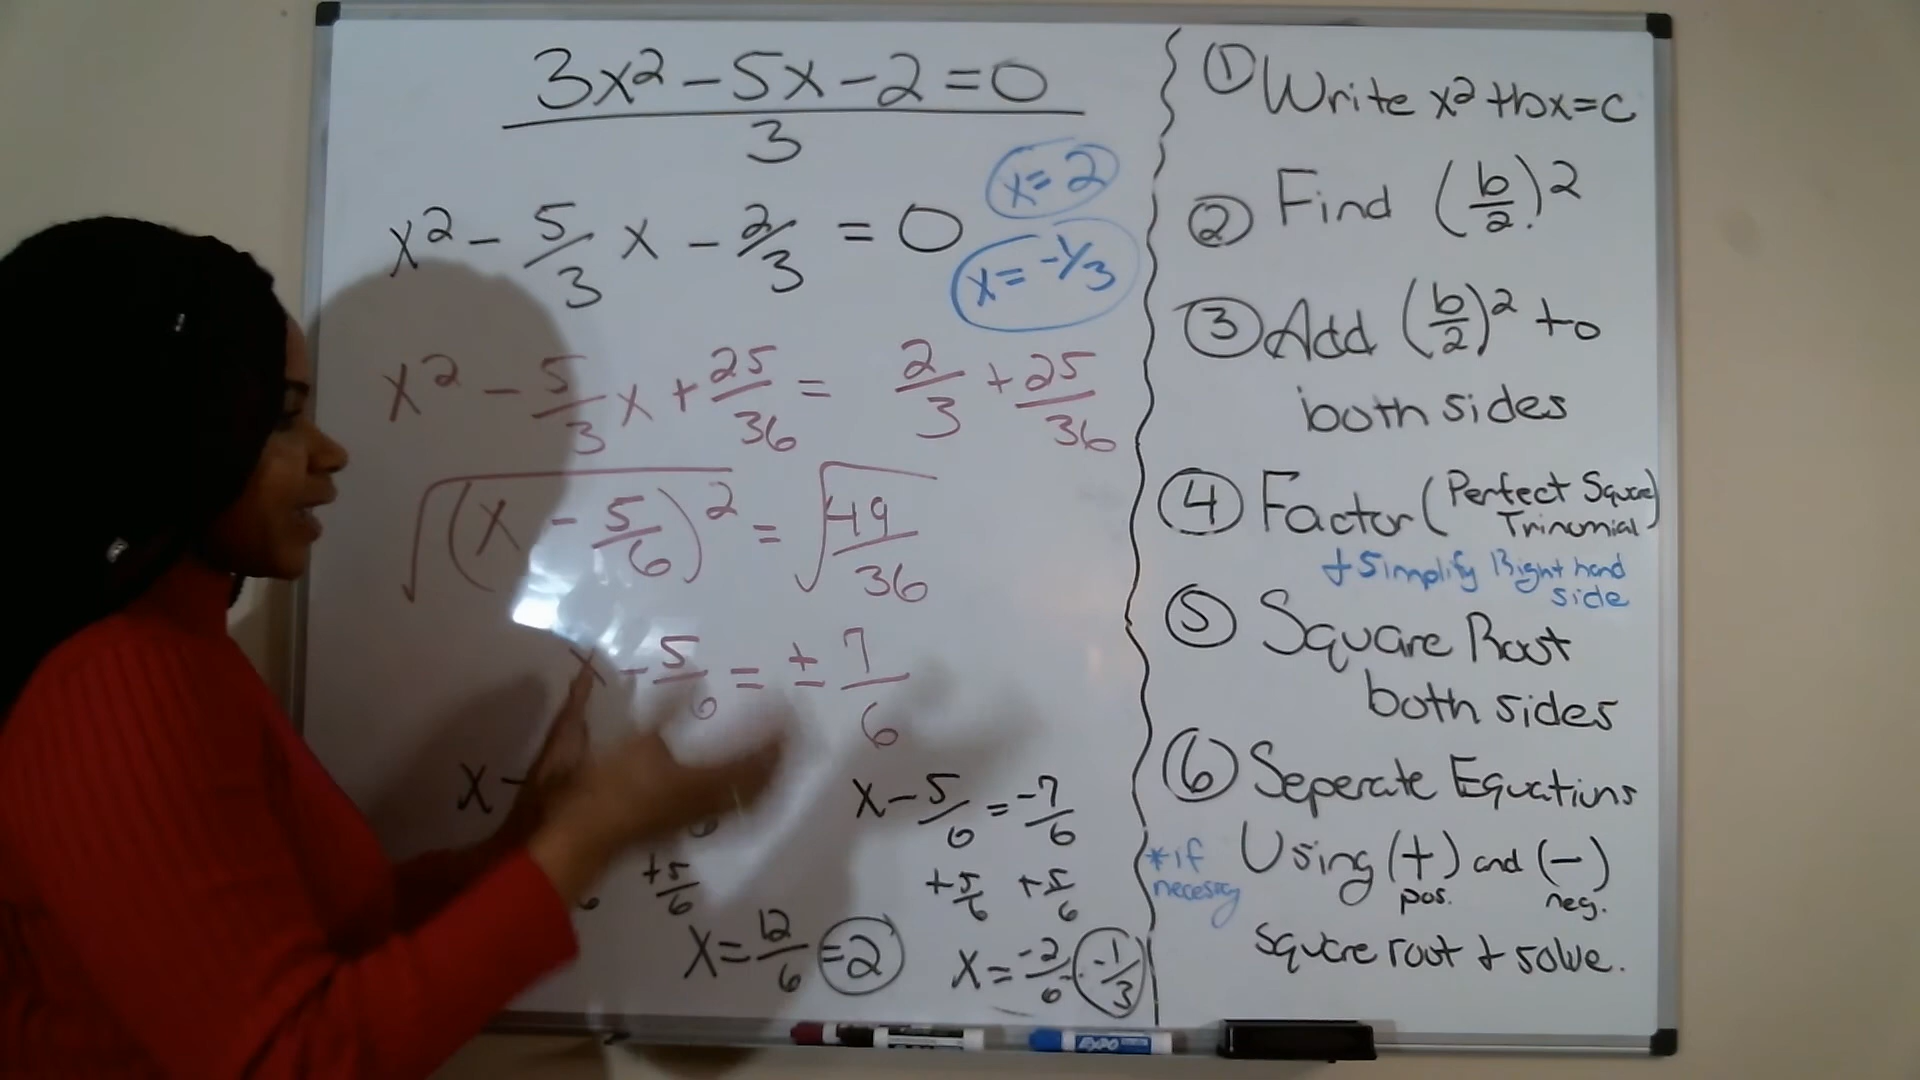 3x² - 5x - 2 = 0
3
x² - 5/3 x - 2/3 = 0
x = 2
x = -1/3
x² - 5/3 x + 25/36 = 2/3 + 25/36
√(x - 5/6)² = √49/36
x - 5/6 = ± 7/6
x -
6
+5/6
x = 12/6 = 2
x - 5/6 = -7/6
+5/6 +5/6
x = -2/6 -1/3
① Write x² + bx = c
② Find (b/2)²
③ Add (b/2)² to
both sides
④ Factor (Perfect Square
Trinomial)
+ Simplify Right hand
side
⑤ Square Root
both sides
⑥ Seperate Equations
*if
necessary
Using (+) and (-)
pos. neg.
square root + solve.
EXPO